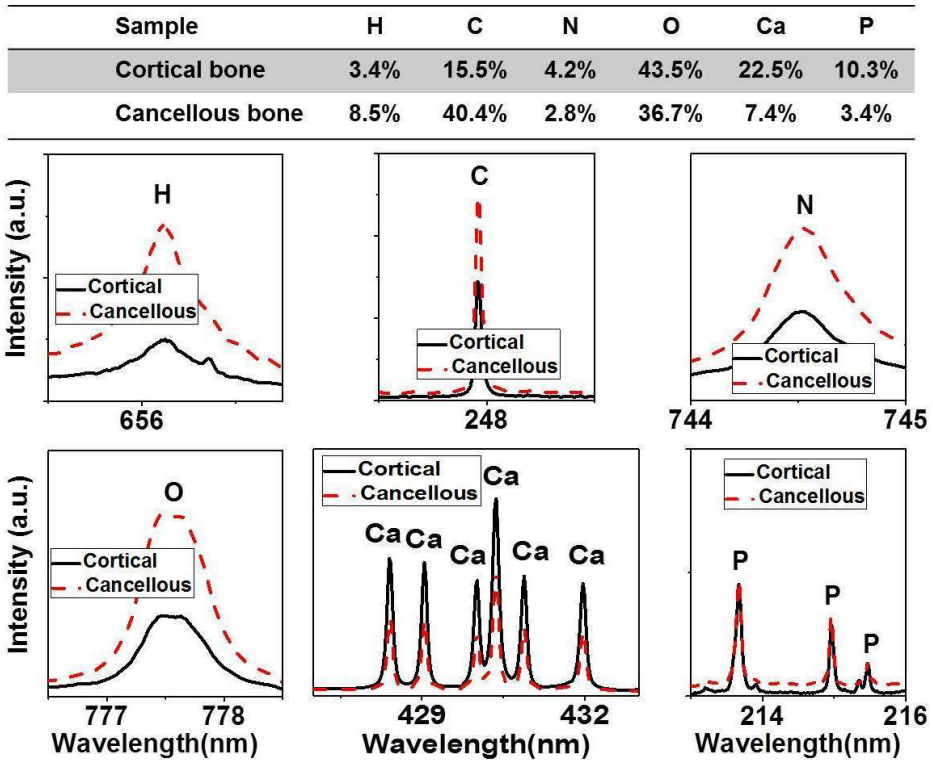 Sample H C N O Ca P
Cortical bone 3.4% 15.5% 4.2% 43.5% 22.5% 10.3%
Cancellous bone 8.5% 40.4% 2.8% 36.7% 7.4% 3.4%
Intensity (a.u.)
H
Cortical
Cancellous
656
C
Cortical
Cancellous
248
N
Cortical
Cancellous
744 745
Intensity (a.u.)
O
Cortical
Cancellous
777 778
Wavelength(nm)
Cortical
Cancellous
Ca Ca Ca Ca Ca Ca
429 432
Wavelength(nm)
Cortical
Cancellous
P P P
214 216
Wavelength(nm)